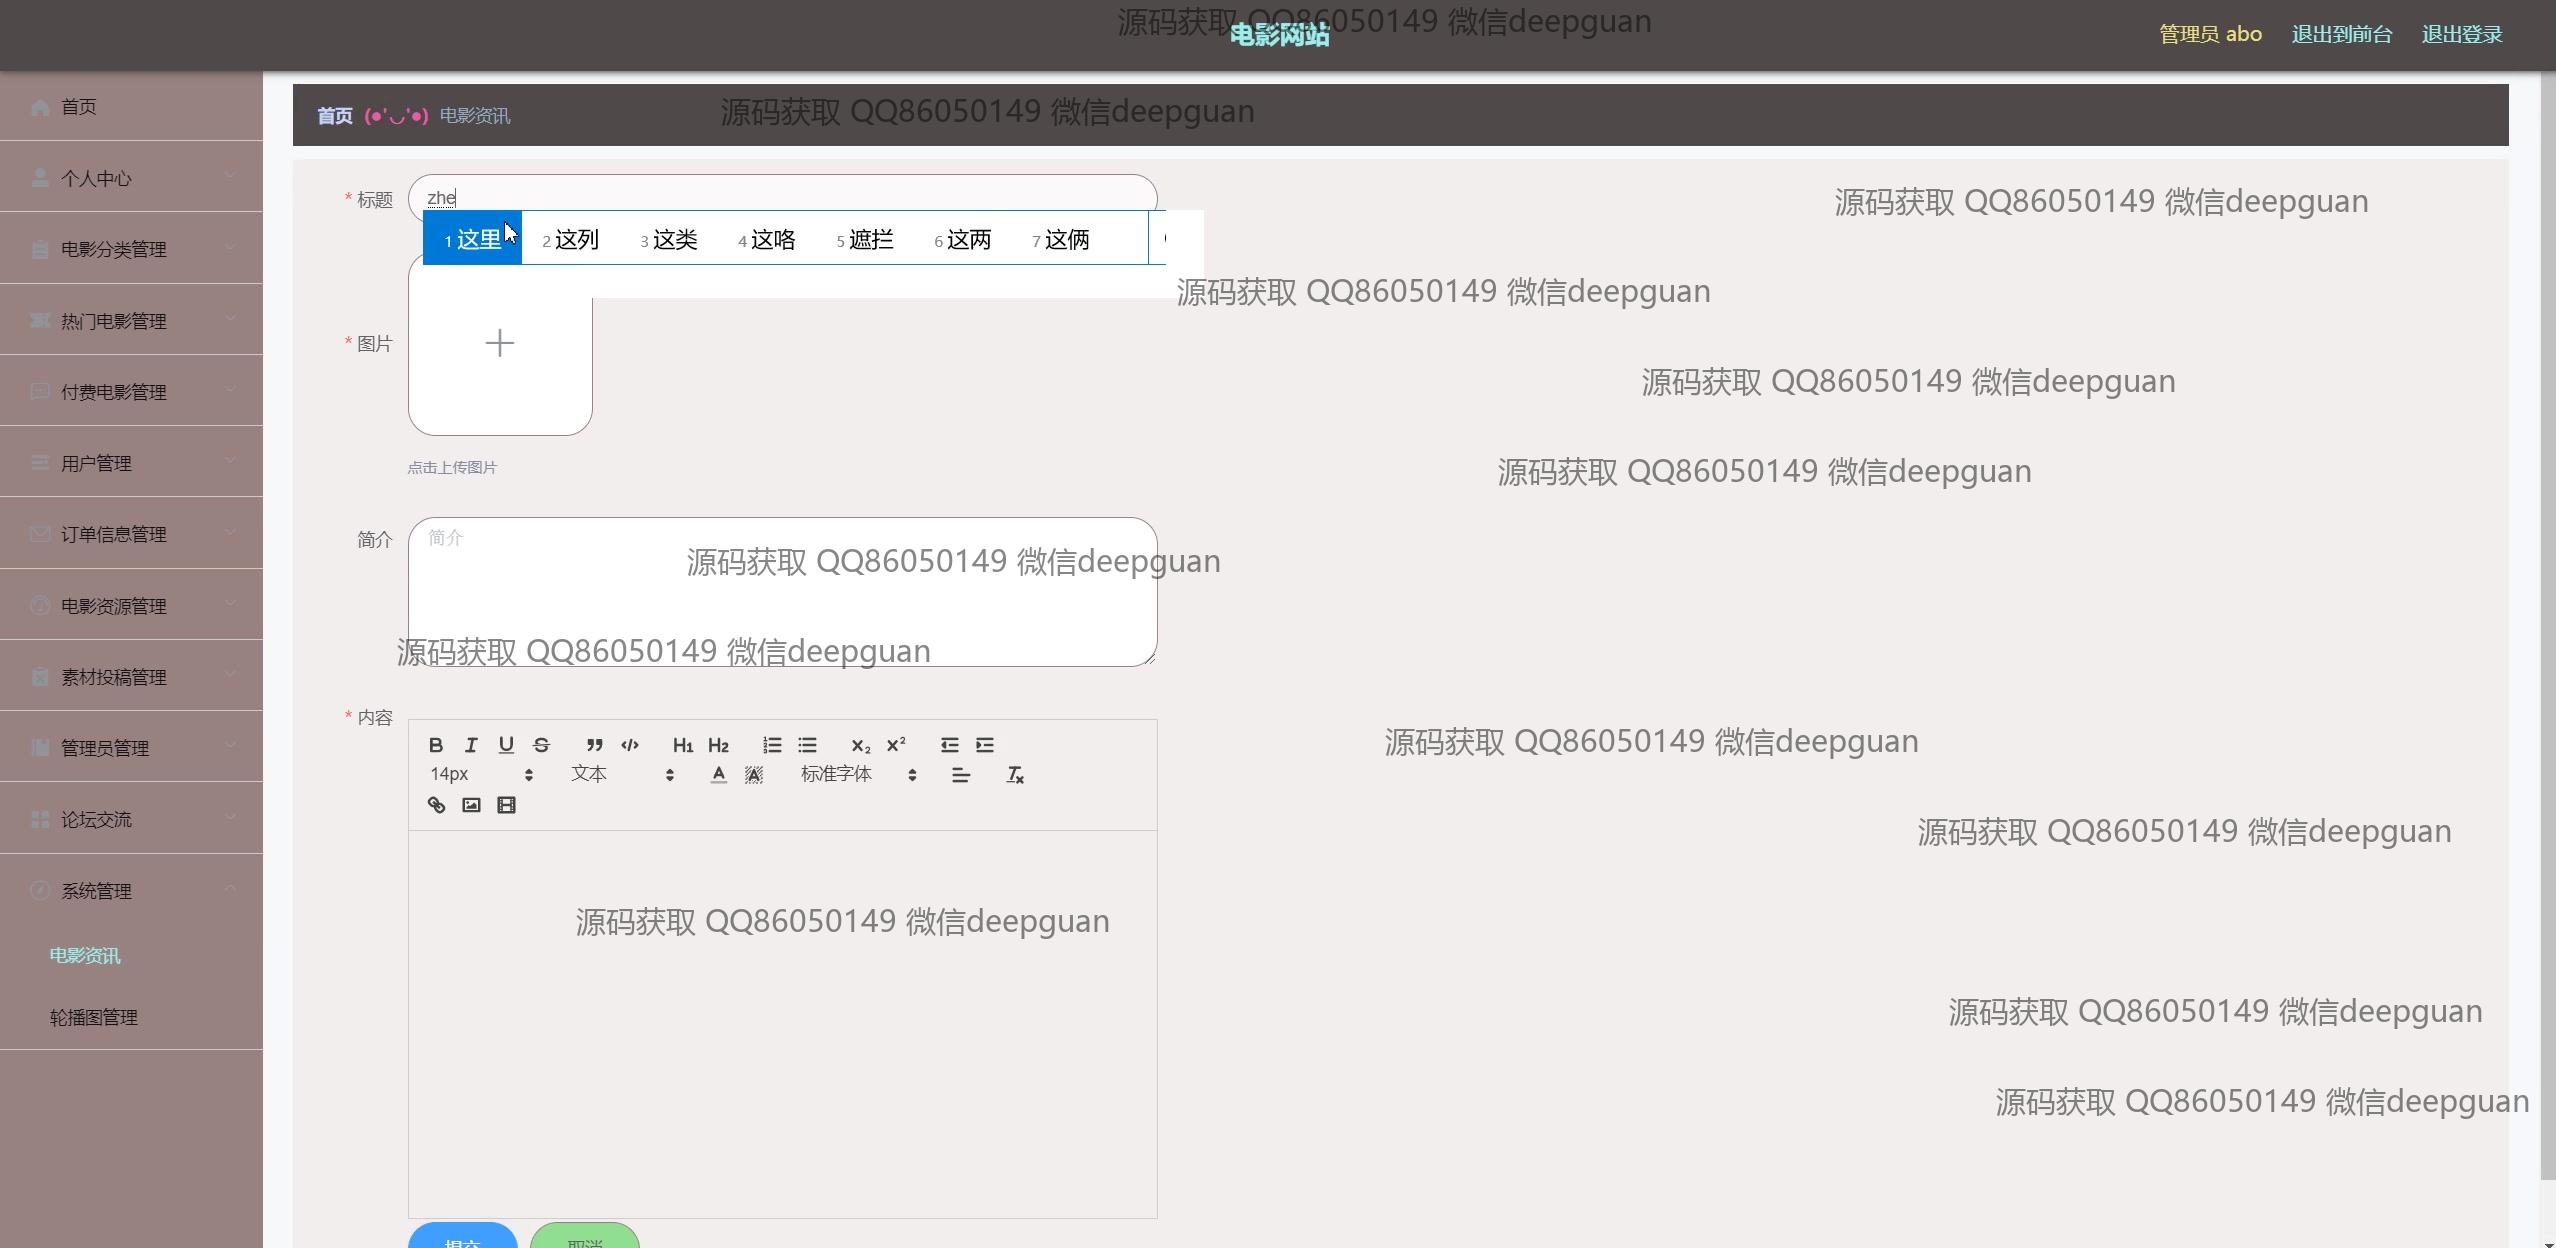 源码获取 QQ86050149 微信deepguan
电影网站
管理员 abo 退出到前台 退出登录
首页
个人中心
电影分类管理
热门电影管理
付费电影管理
用户管理
订单信息管理
电影资源管理
素材投稿管理
管理员管理
论坛交流
系统管理
电影资讯
轮播图管理
首页 (●'◡'●) 电影资讯
源码获取 QQ86050149 微信deepguan
* 标题 zhe
源码获取 QQ86050149 微信deepguan
1 这里 2 这列 3 这类 4 这咯 5 遮拦 6 这两 7 这俩
源码获取 QQ86050149 微信deepguan
* 图片
源码获取 QQ86050149 微信deepguan
点击上传图片
源码获取 QQ86050149 微信deepguan
简介 简介
源码获取 QQ86050149 微信deepguan
源码获取 QQ86050149 微信deepguan
* 内容
源码获取 QQ86050149 微信deepguan
B I U S ” </> H1 H2 x₂ x²
14px 文本 A A 标准字体 Tx
源码获取 QQ86050149 微信deepguan
源码获取 QQ86050149 微信deepguan
源码获取 QQ86050149 微信deepguan
源码获取 QQ86050149 微信deepguan
提交 取消